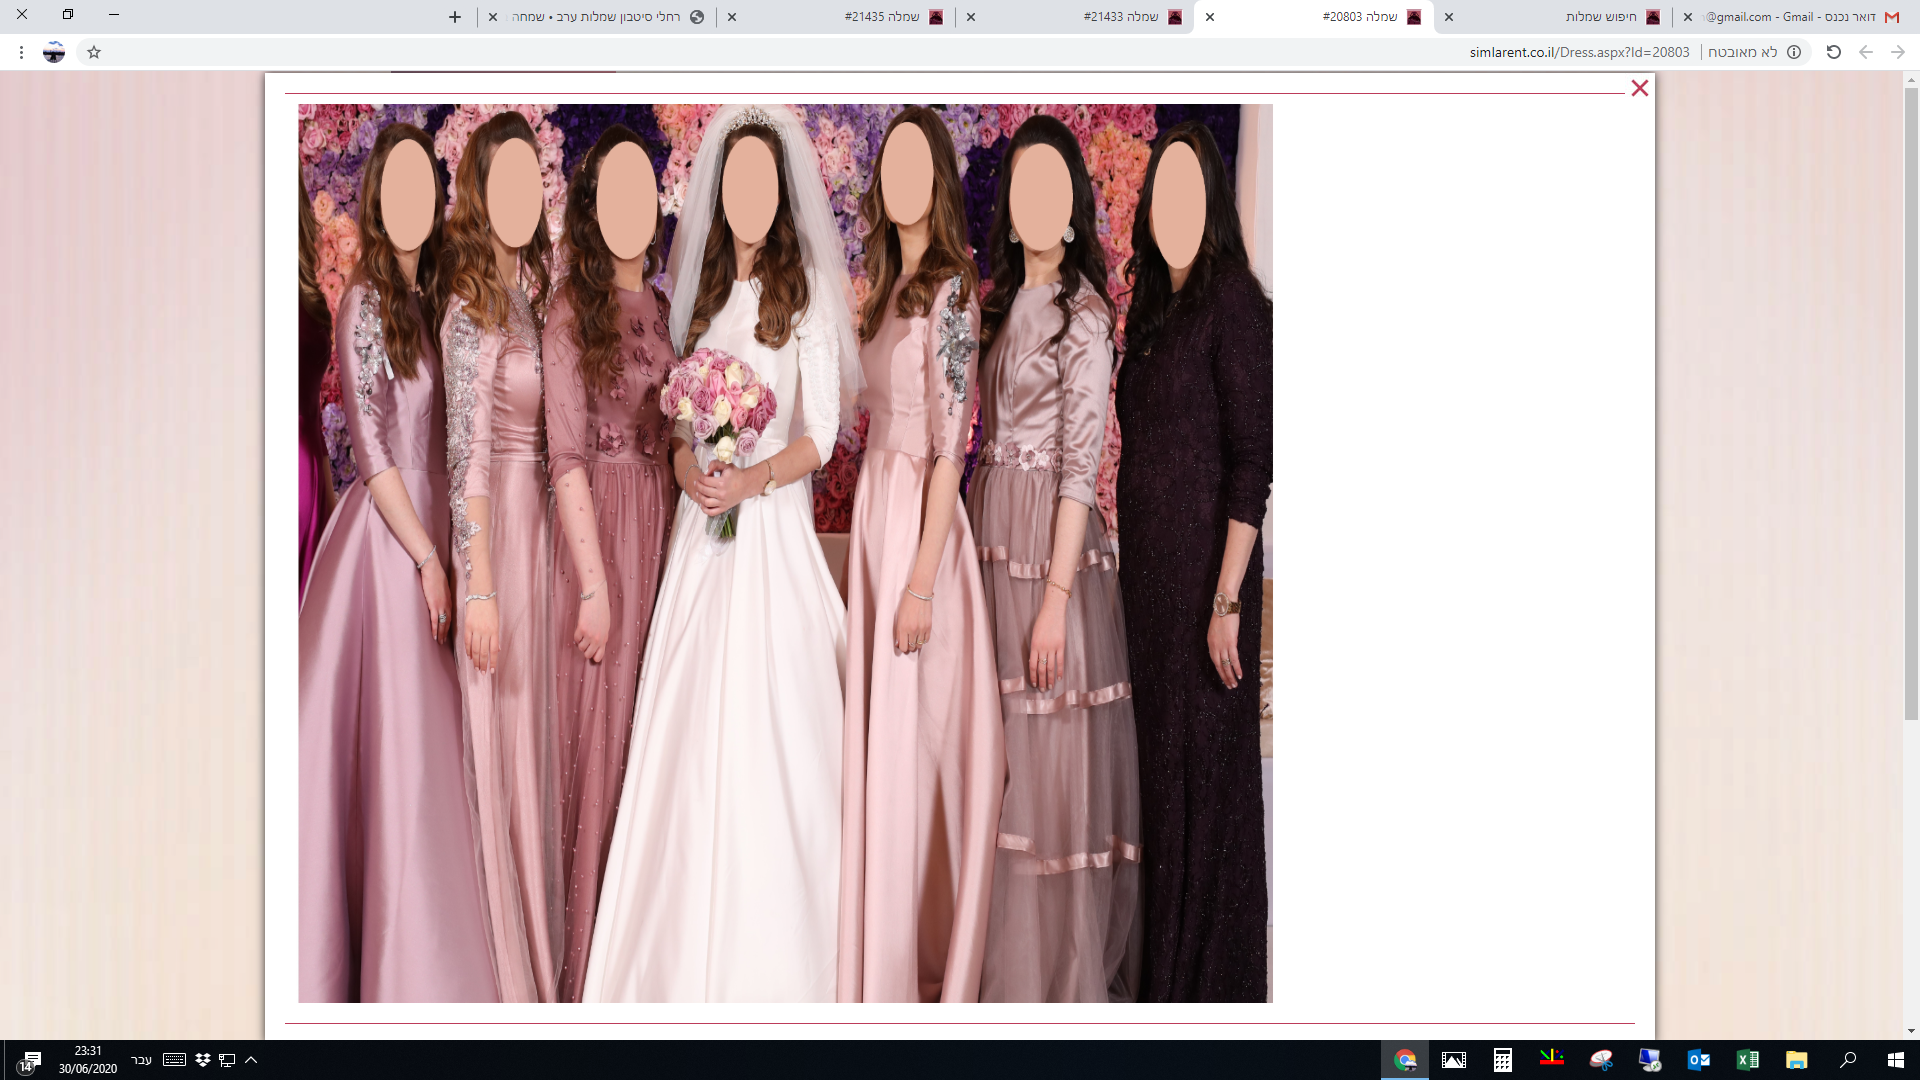 דואר נכנס - @gmail.com - Gmail
חיפוש שמלות
שמלה 20803#
שמלה 21433#
שמלה 21435#
רחלי סיטבון שמלות ערב • שמחה
לא מאובטח
simlarent.co.il/Dress.aspx?Id=20803
23:31
30/06/2020
עבר
14